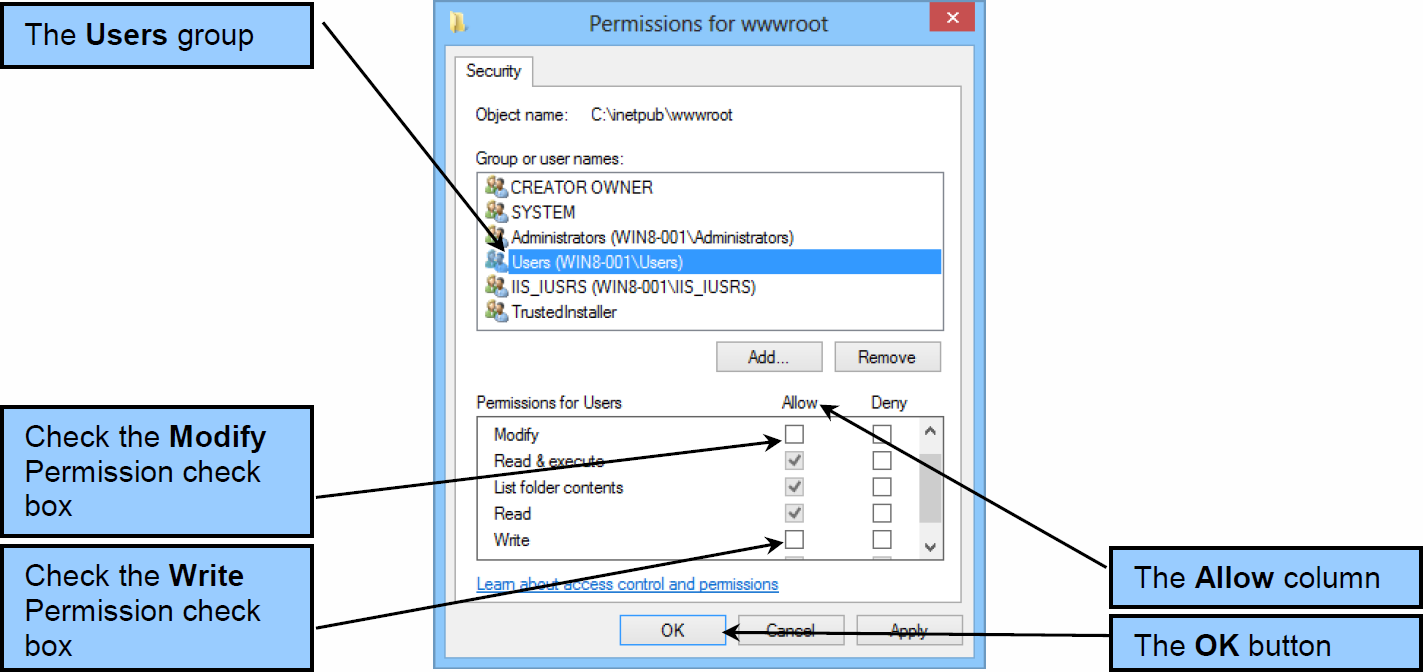 The Users group
Permissions for wwwroot
Security
Object name: C:\inetpub\wwwroot
Group or user names:
CREATOR OWNER
SYSTEM
Administrators (WIN8-001\Administrators)
Users (WIN8-001\Users)
IIS_IUSRS (WIN8-001\IIS_IUSRS)
TrustedInstaller
Add... Remove
Permissions for Users Allow Deny
Modify
Read & execute
List folder contents
Read
Write
Learn about access control and permissions
OK Cancel Apply
Check the Modify
Permission check
box
Check the Write
Permission check
box
The Allow column
The OK button